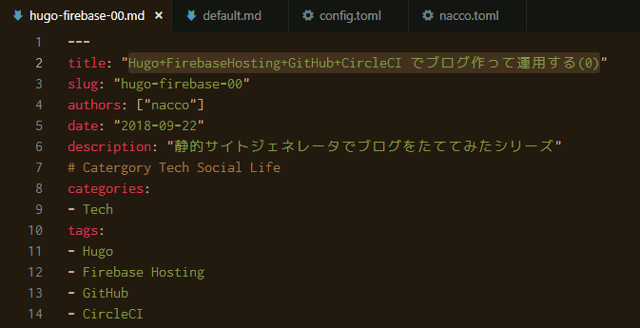 hugo-firebase-00.md × default.md config.toml nacco.toml
1 ---
2 title: "Hugo+FirebaseHosting+GitHub+CircleCI でブログ作って運用する(0)"
3 slug: "hugo-firebase-00"
4 authors: ["nacco"]
5 date: "2018-09-22"
6 description: "静的サイトジェネレータでブログをたててみたシリーズ"
7 # Catergory Tech Social Life
8 categories:
9 - Tech
10 tags:
11 - Hugo
12 - Firebase Hosting
13 - GitHub
14 - CircleCI